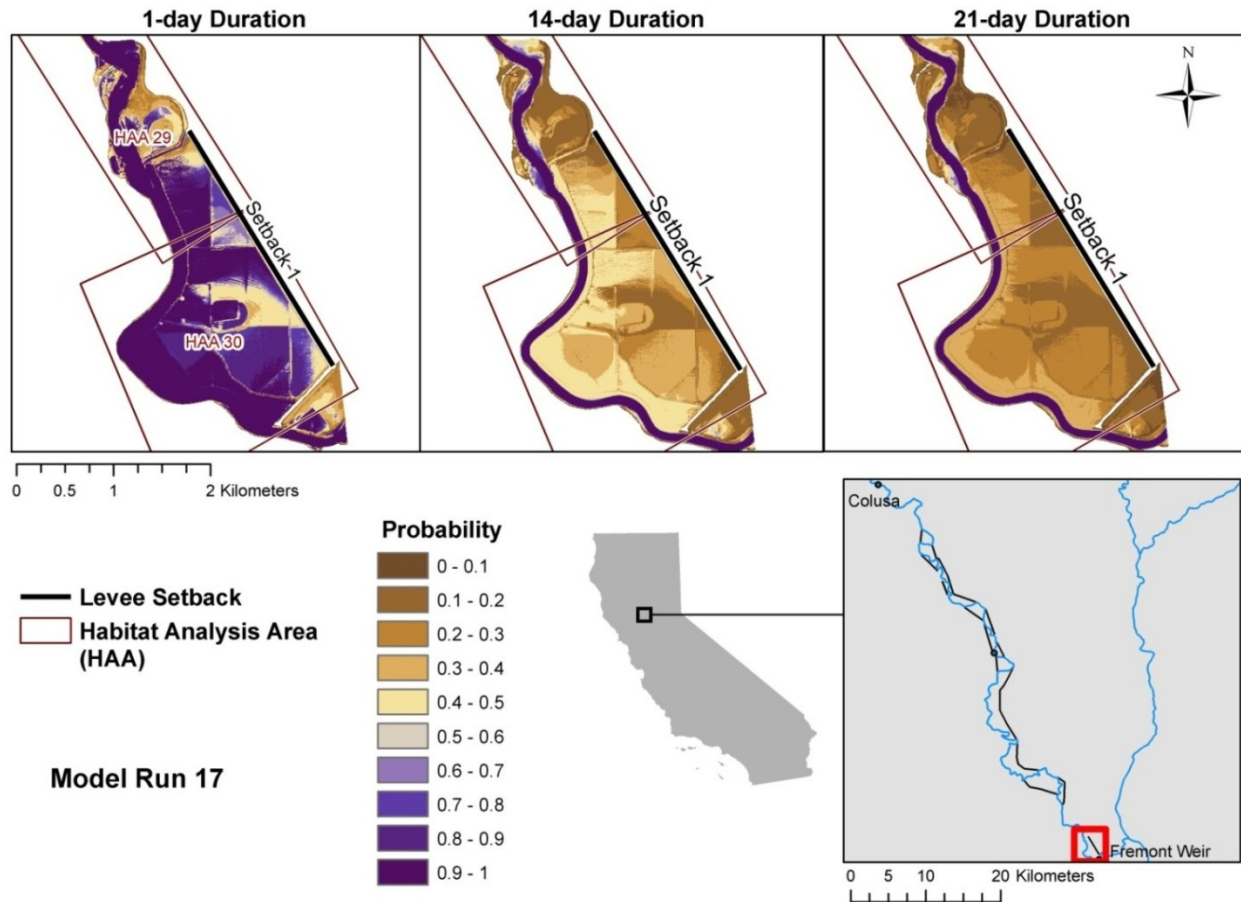 1-day Duration
14-day Duration
21-day Duration
N
HAA 29
Setback-1
HAA 30
Setback-1
Setback-1
0 0.5 1 2 Kilometers
Levee Setback
Habitat Analysis Area
(HAA)
Model Run 17
Probability
0 - 0.1
0.1 - 0.2
0.2 - 0.3
0.3 - 0.4
0.4 - 0.5
0.5 - 0.6
0.6 - 0.7
0.7 - 0.8
0.8 - 0.9
0.9 - 1
Colusa
Fremont Weir
0 5 10 20 Kilometers